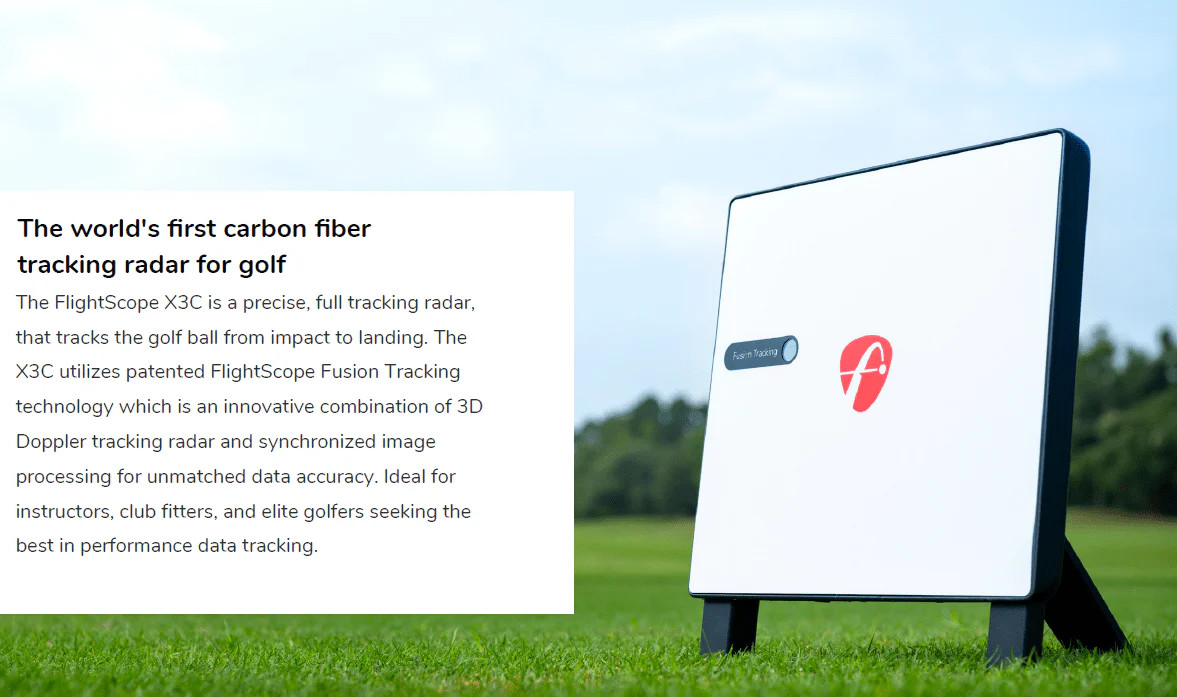 The world's first carbon fiber
tracking radar for golf
The FlightScope X3C is a precise, full tracking radar,
that tracks the golf ball from impact to landing. The
X3C utilizes patented FlightScope Fusion Tracking
technology which is an innovative combination of 3D
Doppler tracking radar and synchronized image
processing for unmatched data accuracy. Ideal for
instructors, club fitters, and elite golfers seeking the
best in performance data tracking.
Fusion Tracking